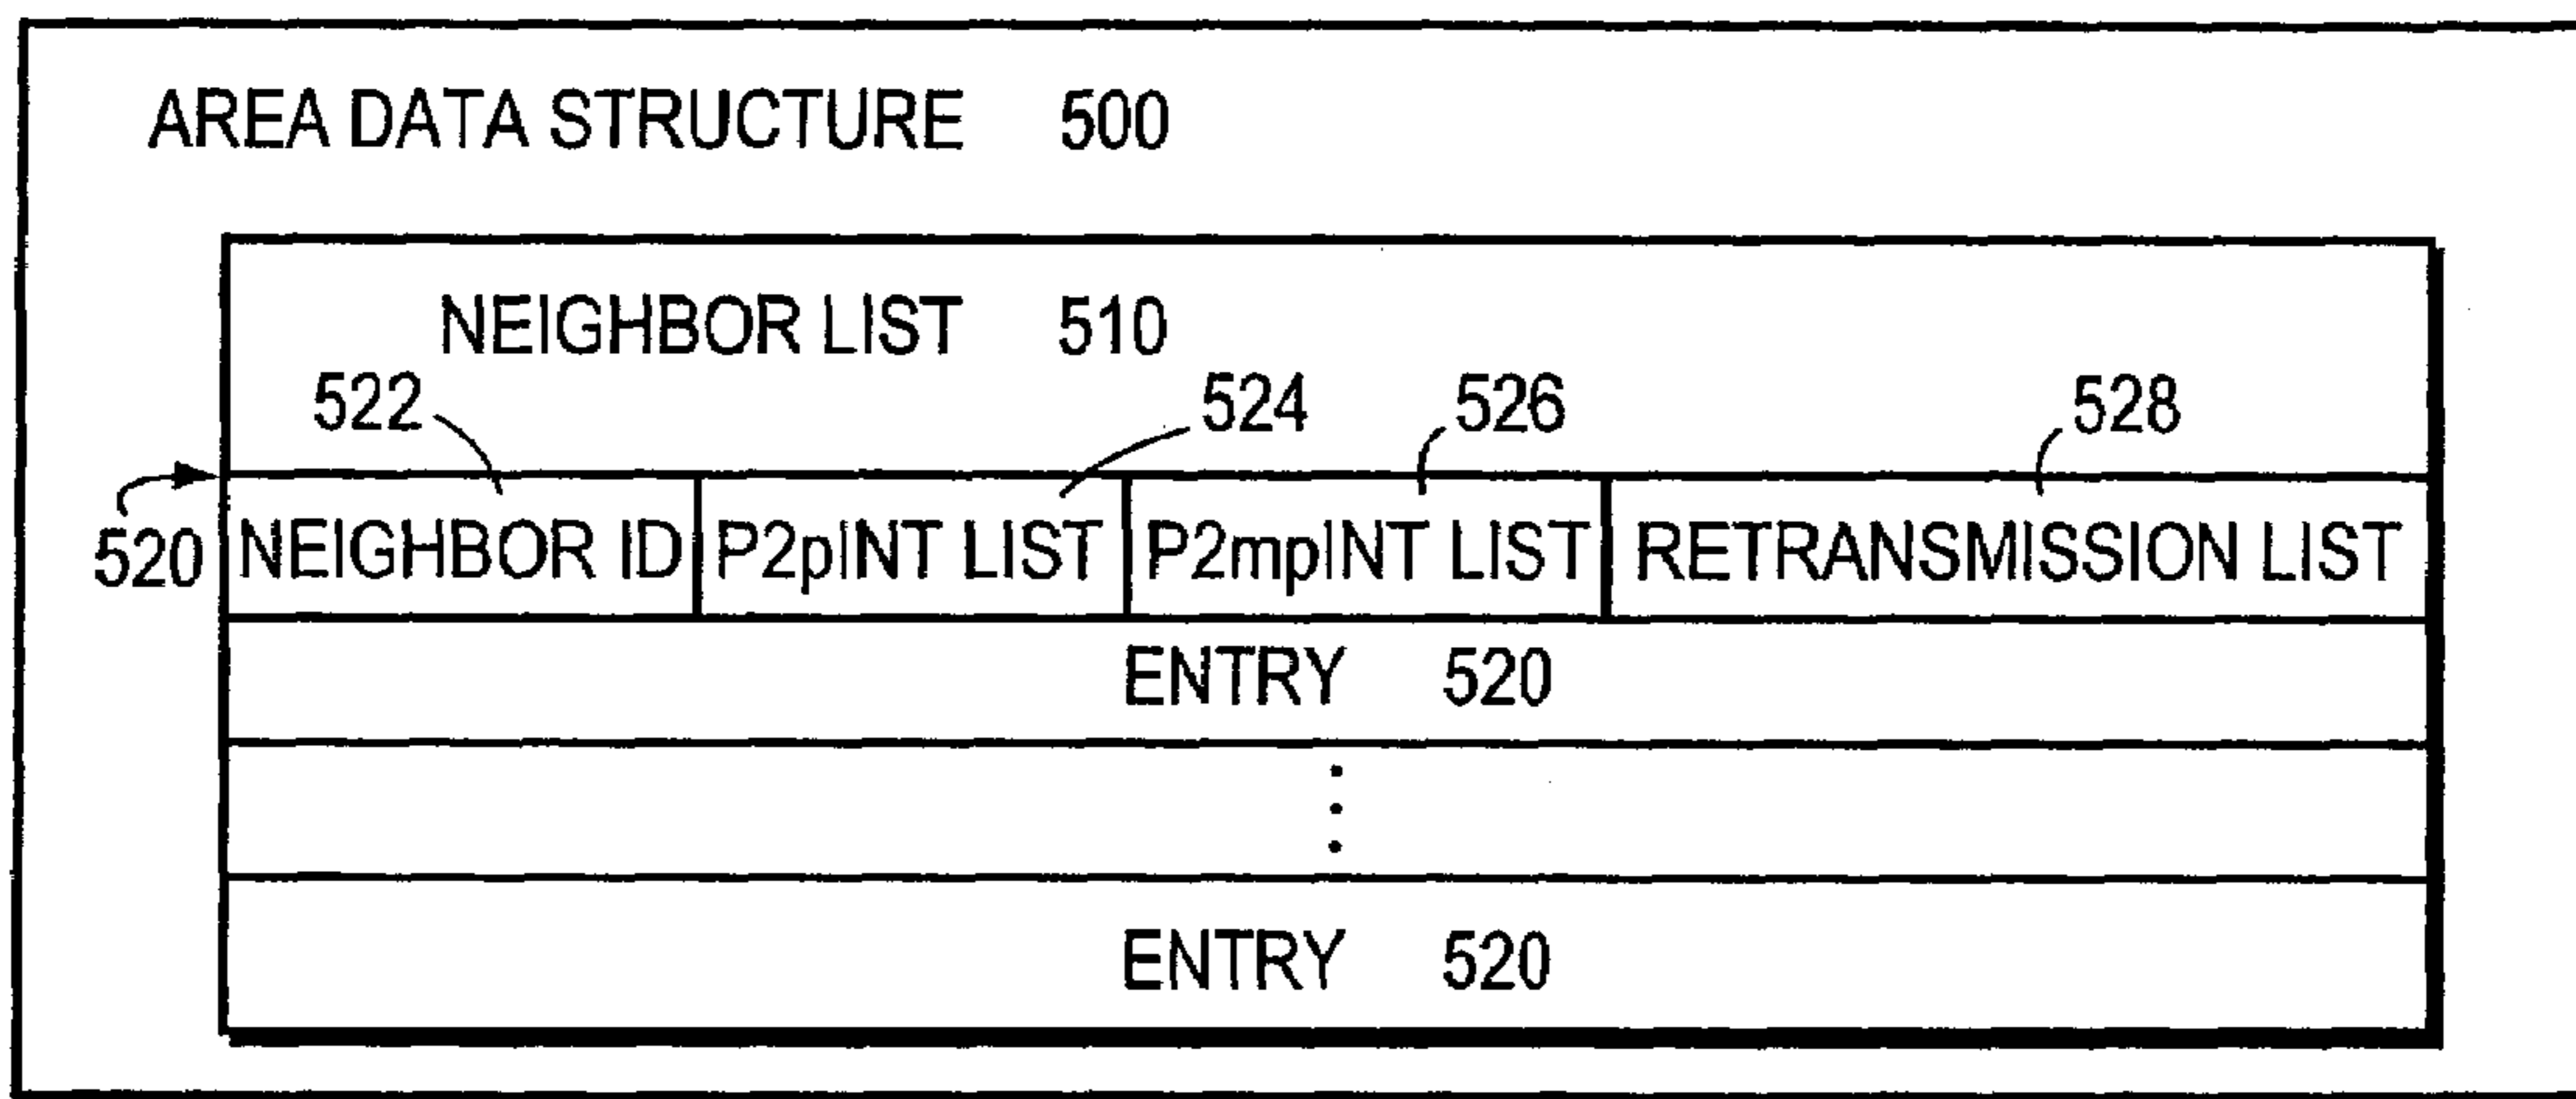 AREA DATA STRUCTURE 500
NEIGHBOR LIST 510
522 524 526 528
520 NEIGHBOR ID P2pINT LIST P2mpINT LIST RETRANSMISSION LIST
ENTRY 520
ENTRY 520